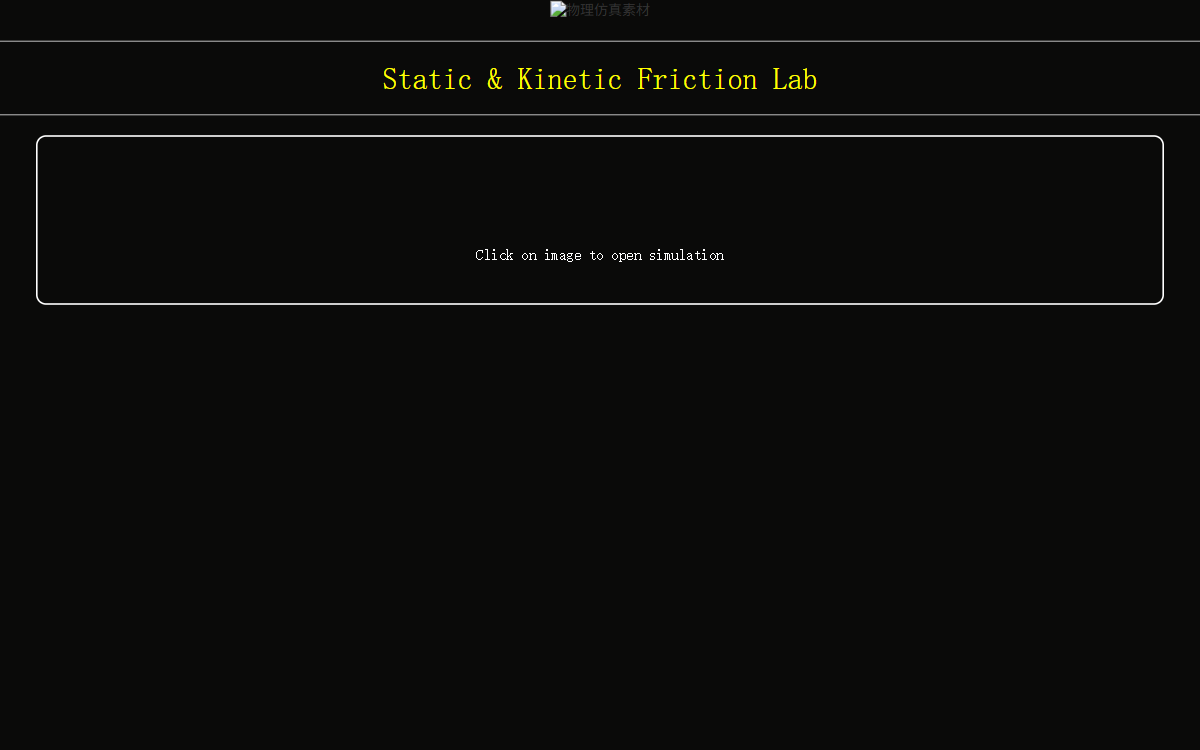 物理仿真素材
Static & Kinetic Friction Lab
Click on image to open simulation